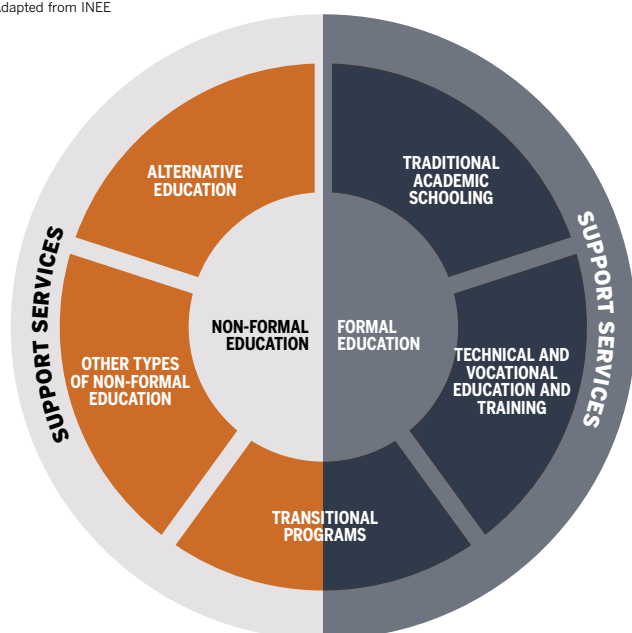 dapted from INEE
ALTERNATIVE
EDUCATION
TRADITIONAL
ACADEMIC
SCHOOLING
SUPPORT SERVICES
SUPPORT SERVICES
NON-FORMAL
EDUCATION
FORMAL
EDUCATION
OTHER TYPES
OF NON-FORMAL
EDUCATION
TECHNICAL AND
VOCATIONAL
EDUCATION AND
TRAINING
TRANSITIONAL
PROGRAMS